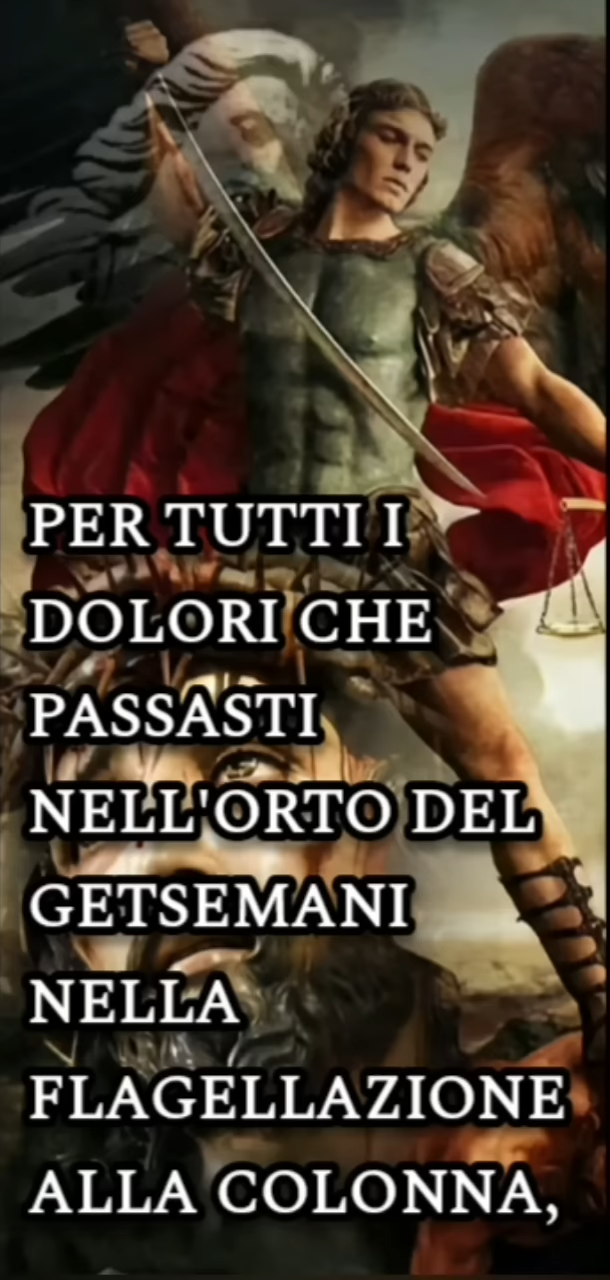 PER TUTTI I
DOLORI CHE
PASSASTI
NELL'ORTO DEL
GETSEMANI
NELLA
FLAGELLAZIONE
ALLA COLONNA,